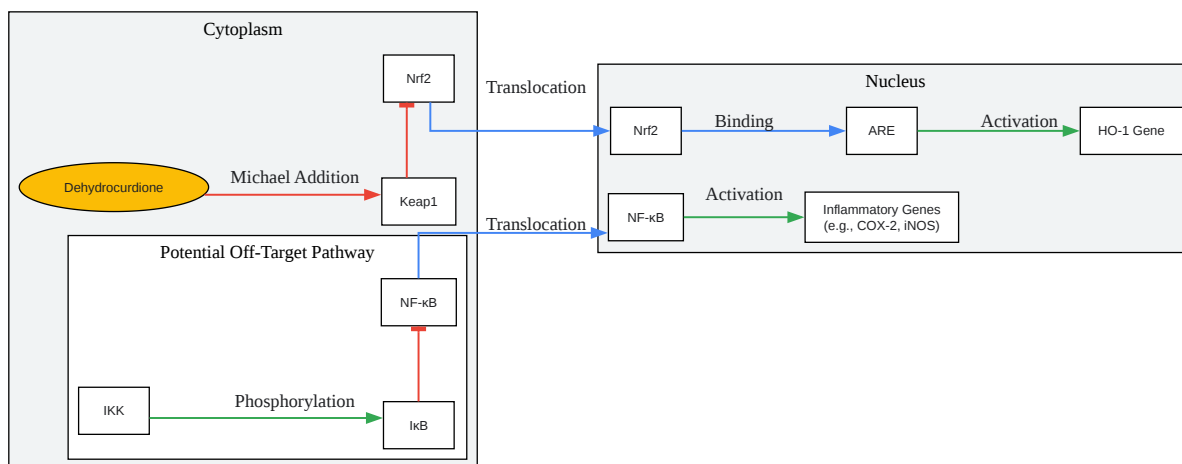 Cytoplasm
Nrf2
Translocation
Nucleus
Nrf2
Binding
ARE
Activation
HO-1 Gene
Dehydrocurdione
Michael Addition
Keap1
Translocation
NF-κB
Activation
Inflammatory Genes
(e.g., COX-2, iNOS)
Potential Off-Target Pathway
NF-κB
IKK
Phosphorylation
IκB